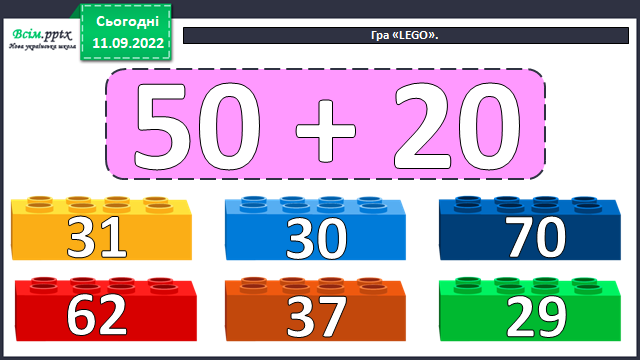 Всім.pptx
Нова українська школа
Сьогодні
11.09.2022
Гра «LEGO».
50 + 20
31 30 70
62 37 29